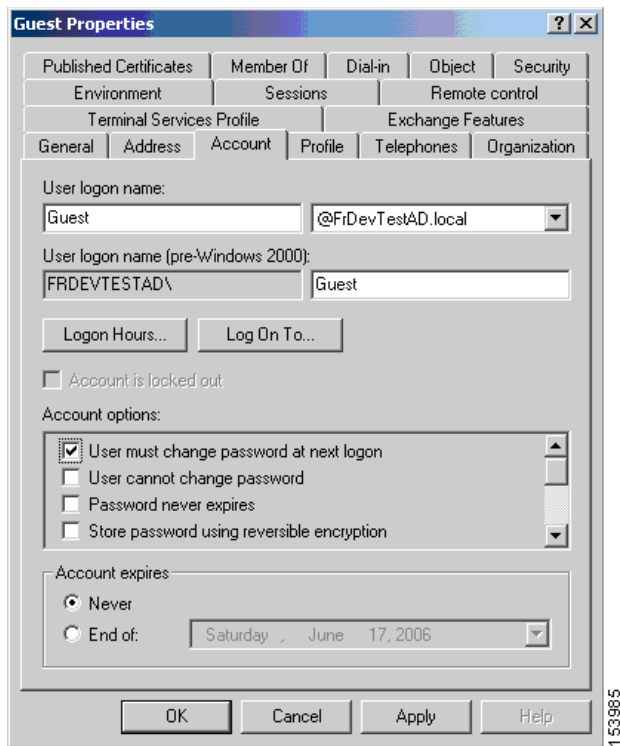 Guest Properties
Published Certificates Member Of Dial-in Object Security
Environment Sessions Remote control
Terminal Services Profile Exchange Features
General Address Account Profile Telephones Organization
User logon name:
Guest @FrDevTestAD.local
User logon name (pre-Windows 2000):
FRDEVTESTAD\ Guest
Logon Hours... Log On To...
Account is locked out
Account options:
User must change password at next logon
User cannot change password
Password never expires
Store password using reversible encryption
Account expires
Never
End of: Saturday , June 17, 2006
OK Cancel Apply Help
153985